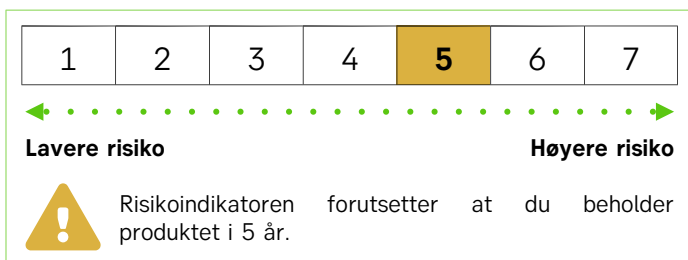 1 2 3 4 5 6 7
Lavere risiko Høyere risiko
Risikoindikatoren forutsetter at du beholder
produktet i 5 år.